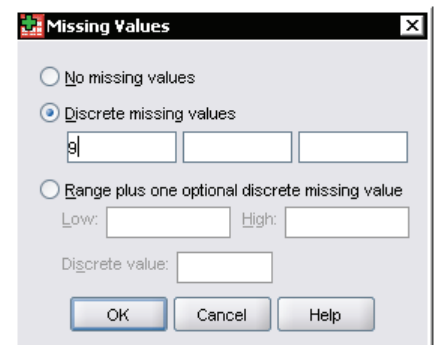 Missing Values
No missing values
Discrete missing values
9
Range plus one optional discrete missing value
Low: High:
Discrete value:
OK Cancel Help